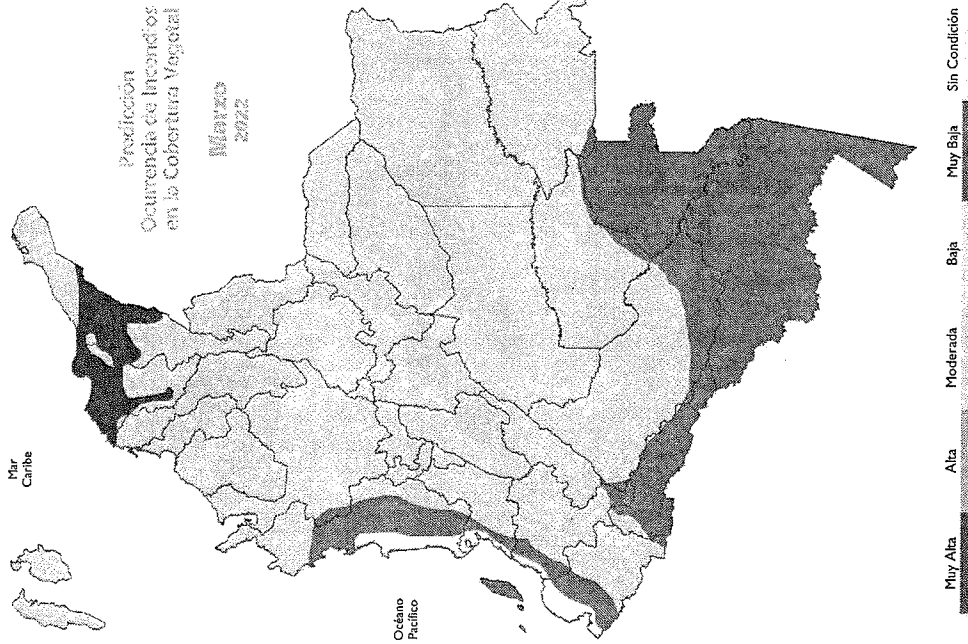 Mar
Caribe
Predicción
Ocurrencia de Incendios
en la Cobertura Vegetal
Marzo
2022
Océano
Pacífico
Muy Alta
Alta
Moderada
Baja
Muy Baja
Sin Condición